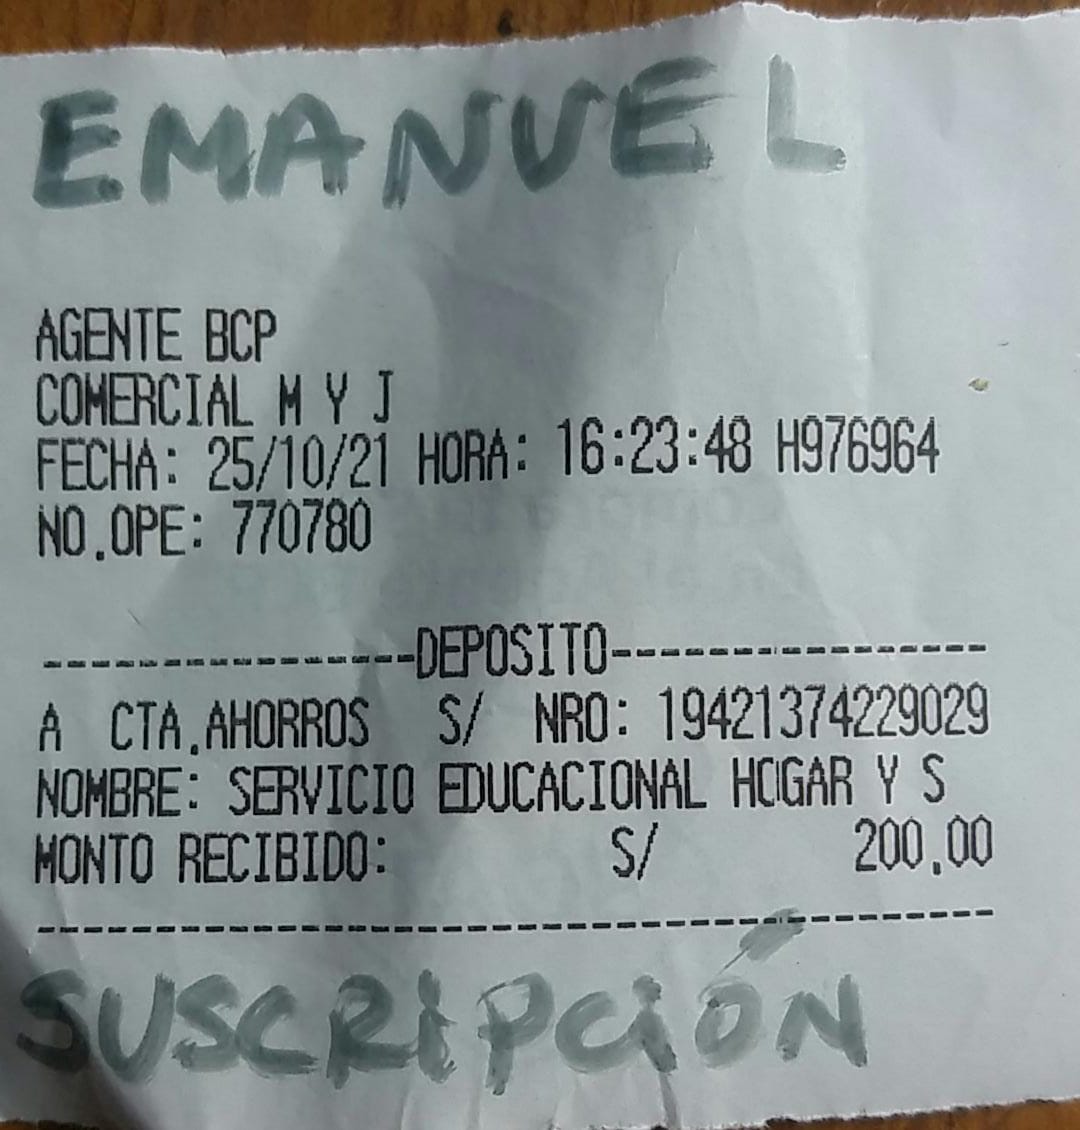 EMANUEL
AGENTE BCP
COMERCIAL M Y J
FECHA: 25/10/21 HORA: 16:23:48 H976964
NO.OPE: 770780
----------------DEPOSITO----------------
A CTA.AHORROS S/ NRO: 19421374229029
NOMBRE: SERVICIO EDUCACIONAL HOGAR Y S
MONTO RECIBIDO: S/ 200.00
SUSCRIPCIÓN